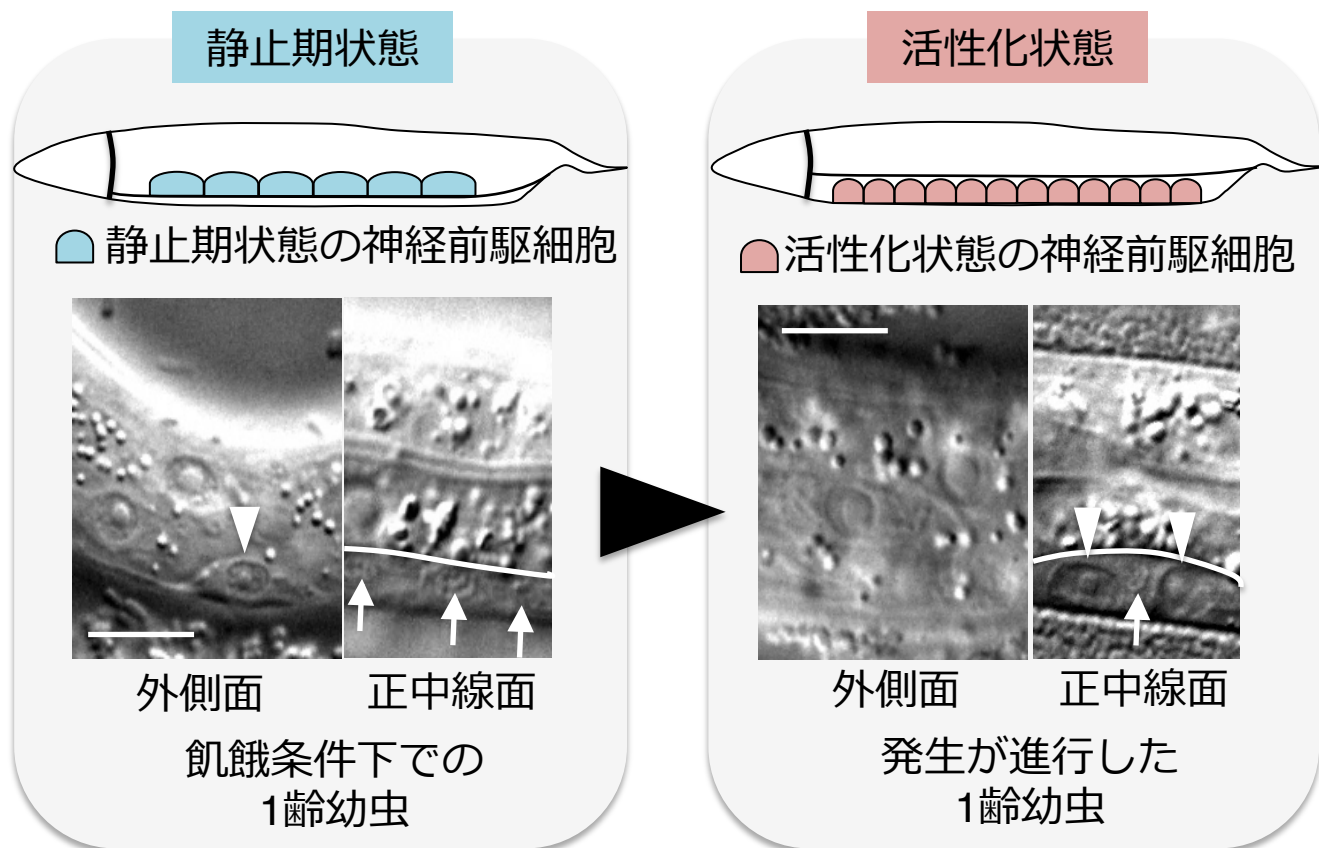 静止期状態
静止期状態の神経前駆細胞
外側面
正中線面
飢餓条件下での
1齢幼虫
活性化状態
活性化状態の神経前駆細胞
外側面
正中線面
発生が進行した
1齢幼虫